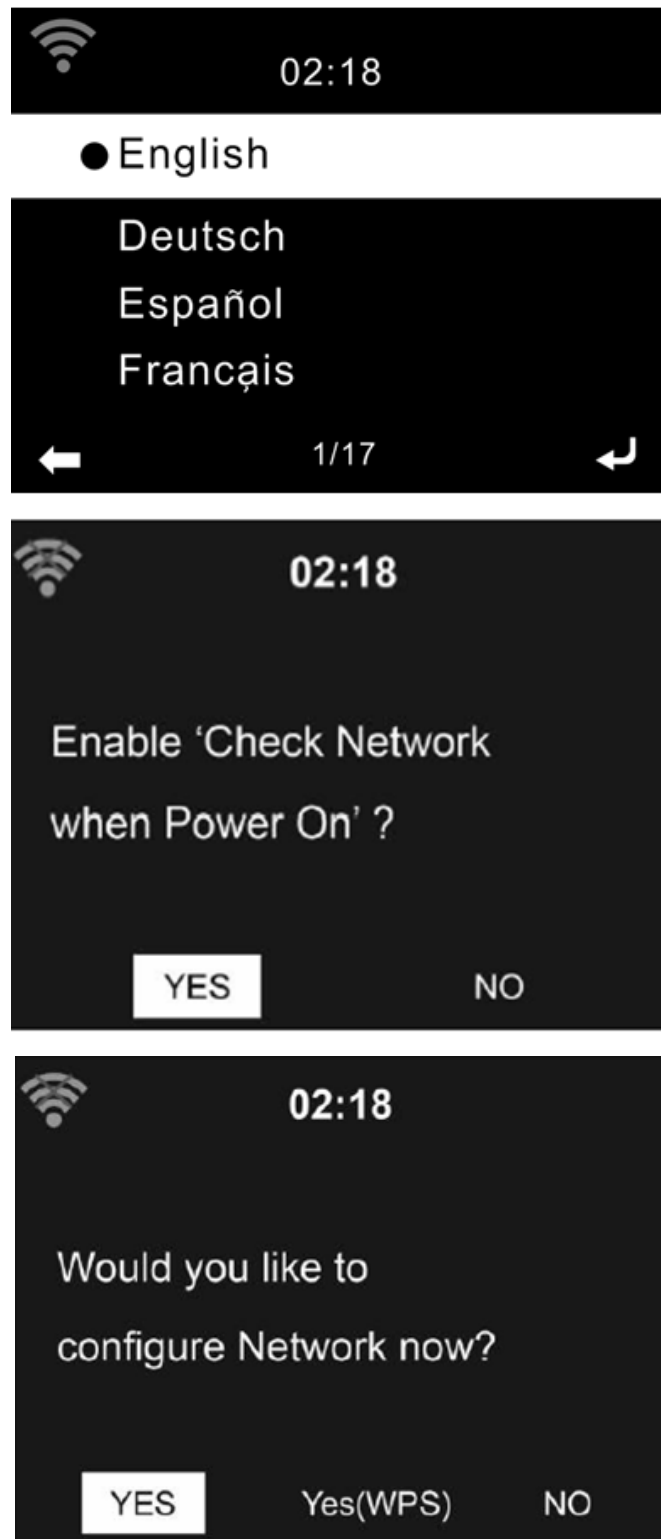 02:18
English
Deutsch
Español
Français
1/17
02:18
Enable ‘Check Network
when Power On’ ?
YES NO
02:18
Would you like to
configure Network now?
YES Yes(WPS) NO